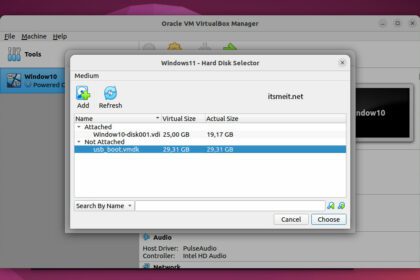 Oracle VM VirtualBox Manager
File Machine Help
Tools
Window10
Powered O
Windows11 - Hard Disk Selector
Medium
Add Refresh
itsmeit.net
Name Virtual Size Actual Size
Attached
Window10-disk001.vdi 25,00 GB 19,17 GB
Not Attached
usb_boot.vmdk 29,31 GB 29,31 GB
Search By Name
Cancel Choose
ndow10
Audio
Host Driver: PulseAudio
Controller: Intel HD Audio
Network